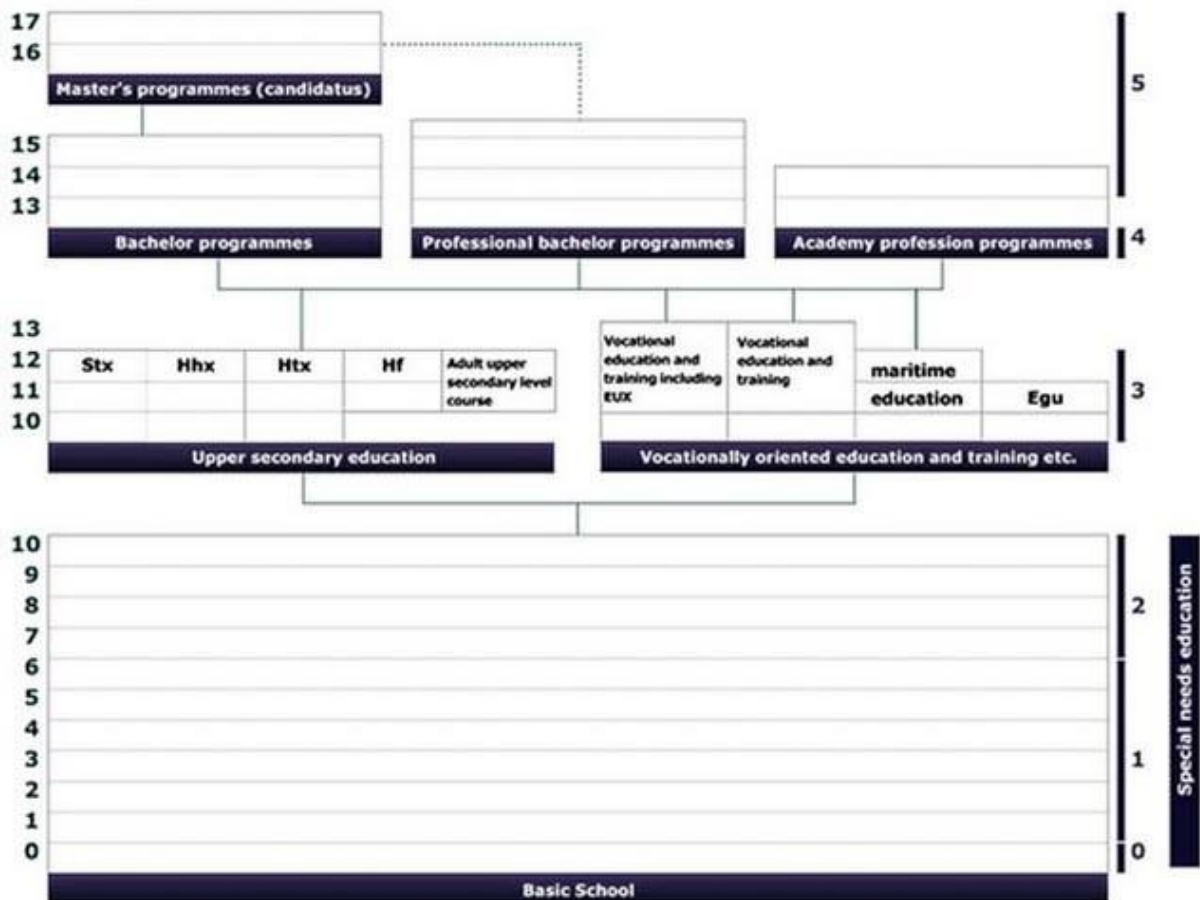 17
16
Master's programmes (candidatus)
5
15
14
13
Bachelor programmes
Professional bachelor programmes
Academy profession programmes
4
13
12
11
10
Stx
Hhx
Htx
Hf
Adult upper
secondary level
course
Vocational
education and
training including
EUX
Vocational
education and
training
maritime
education
Egu
3
Upper secondary education
Vocationally oriented education and training etc.
10
9
8
7
6
5
4
3
2
1
0
2
1
0
Special needs education
Basic School